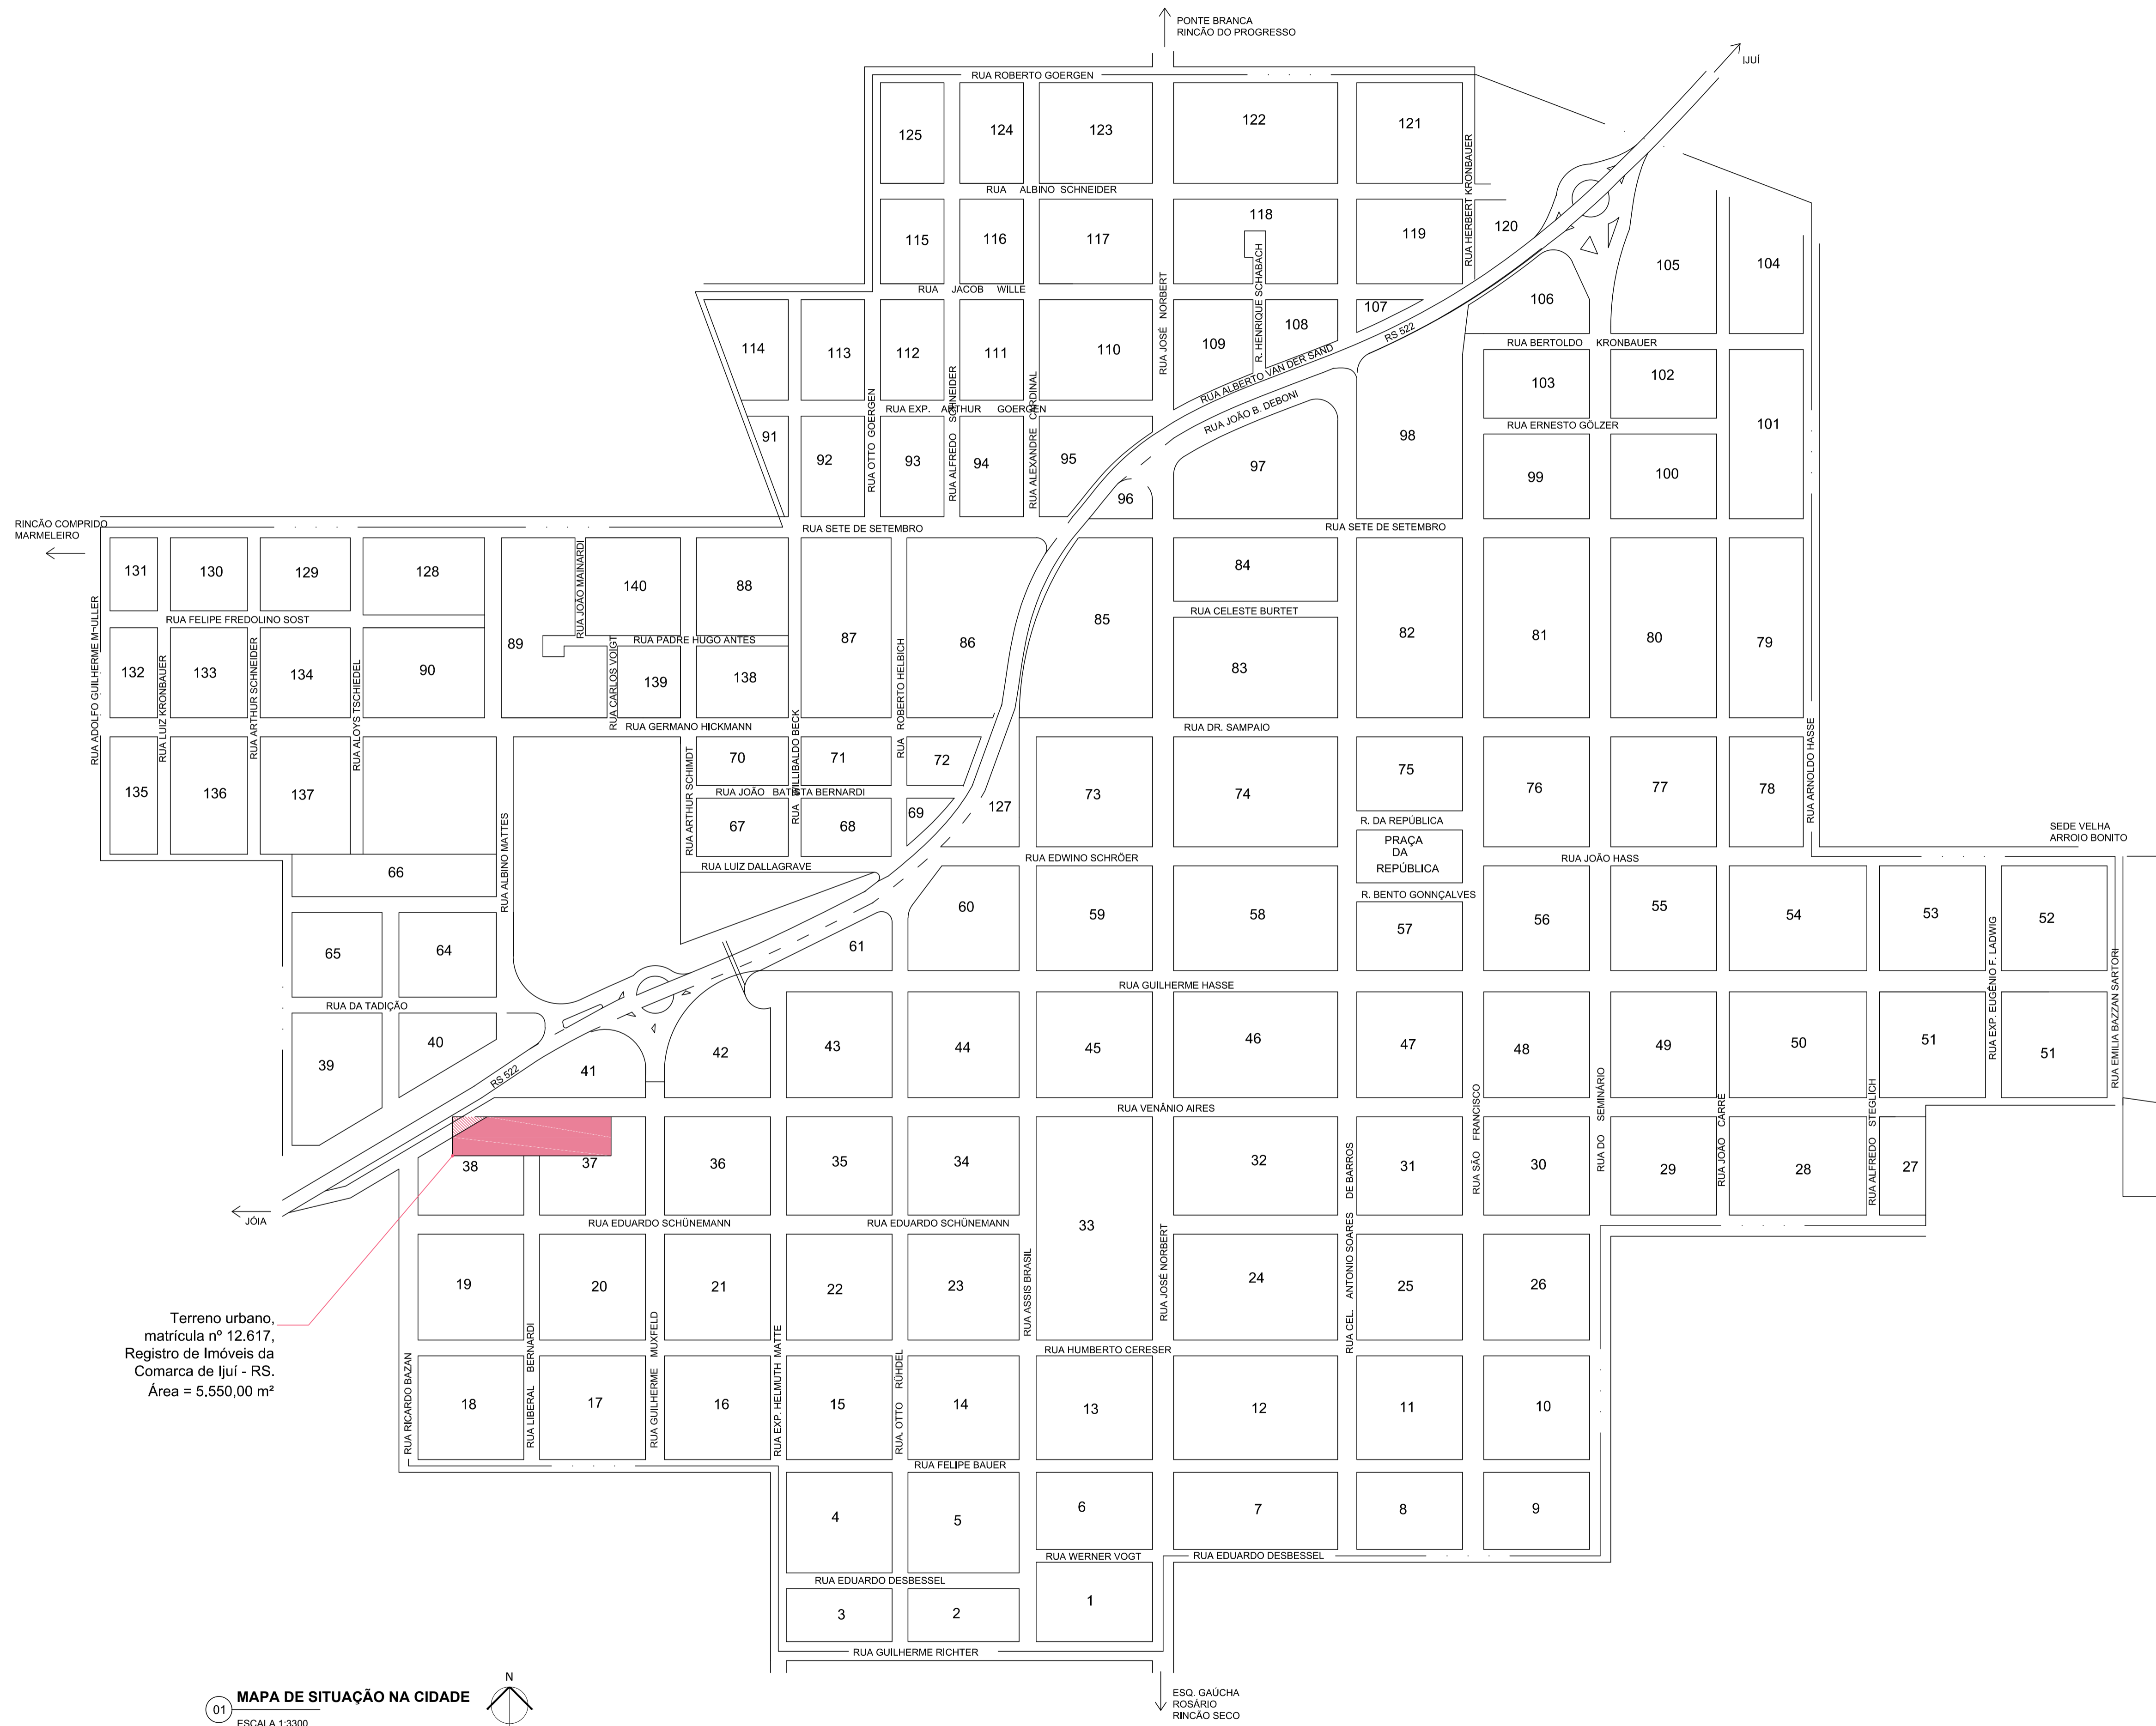 PONTE BRANCA
RINCÃO DO PROGRESSO
IJUÍ
RUA ROBERTO GOERGEN
125
124
123
122
121
RUA HERBERT KRONBAUER
RUA ALBINO SCHNEIDER
115
116
117
118
119
120
105
104
R. HENRIQUE SCHABACH
RUA JACOB WILLE
RUA JOSÉ NORBERT
114
113
112
111
110
109
108
107
106
RS 522
RUA ALBERTO VAN DER SAND
RUA JOÃO B. DEBONI
RUA BERTOLDO KRONBAUER
103
102
101
RUA OTTO GOERGEN
RUA ALFREDO SCHNEIDER
RUA ALEXANDRE CARDINAL
RUA EXP. ARTHUR GOERGEN
RUA ERNESTO GÖLZER
91
92
93
94
95
96
97
98
99
100
RINCÃO COMPRIDO
MARMELEIRO
RUA SETE DE SETEMBRO
RUA SETE DE SETEMBRO
131
130
129
128
RUA JOÃO MAINARDI
140
88
84
RUA CELESTE BURTET
RUA FELIPE FREDOLINO SOST
RUA ADOLFO GUILHERME M¬ULLER
132
133
134
90
89
RUA PADRE HUGO ANTES
139
138
87
86
85
83
82
81
80
79
RUA LUIZ KRONBAUER
RUA ARTHUR SCHNEIDER
RUA ALOYS TSCHIEDEL
RUA CARLOS VOIGT
RUA ROBERTO HELBICH
RUA GERMANO HICKMANN
RUA DR. SAMPAIO
RUA ARNOLDO HASSE
135
136
137
RUA ARTHUR SCHIMDT
70
71
72
RUA WILLIBALDO BECK
RUA JOÃO BATISTA BERNARDI
67
68
69
127
73
74
75
76
77
78
R. DA REPÚBLICA
PRAÇA
DA
REPÚBLICA
RUA ALBINO MATTES
66
RUA LUIZ DALLAGRAVE
RUA EDWINO SCHRÖER
RUA JOÃO HASS
SEDE VELHA
ARROIO BONITO
R. BENTO GONNÇALVES
65
64
61
60
59
58
57
56
55
54
53
52
RUA EXP. EUGÊNIO F. LADWIG
RUA EMILIA BAZZAN SARTORI
RUA DA TADIÇÃO
RUA GUILHERME HASSE
39
40
41
42
43
44
45
46
47
48
49
50
51
51
RS 522
RUA VENÂNIO AIRES
38
37
36
35
34
32
31
30
29
28
27
RUA CEL. ANTONIO SOARES DE BARROS
RUA SÃO FRANCISCO
RUA DO SEMINÁRIO
RUA JOÃO CARRÉ
RUA ALFREDO STEGLICH
JÓIA
RUA EDUARDO SCHÜNEMANN
RUA EDUARDO SCHÜNEMANN
33
19
20
21
22
23
24
25
26
RUA ASSIS BRASIL
RUA JOSÉ NORBERT
Terreno urbano,
matrícula nº 12.617,
Registro de Imóveis da
Comarca de Ijuí - RS.
Área = 5.550,00 m²
RUA HUMBERTO CERESER
RUA RICARDO BAZAN
RUA LIBERAL BERNARDI
RUA GUILHERME MUXFELD
RUA EXP. HELMUTH MATTE
RUA. OTTO RÜHDEL
18
17
16
15
14
13
12
11
10
RUA FELIPE BAUER
4
5
6
7
8
9
RUA WERNER VOGT
RUA EDUARDO DESBESSEL
RUA EDUARDO DESBESSEL
3
2
1
RUA GUILHERME RICHTER
ESQ. GAÚCHA
ROSÁRIO
RINCÃO SECO
N
01
MAPA DE SITUAÇÃO NA CIDADE
ESCALA 1:3300